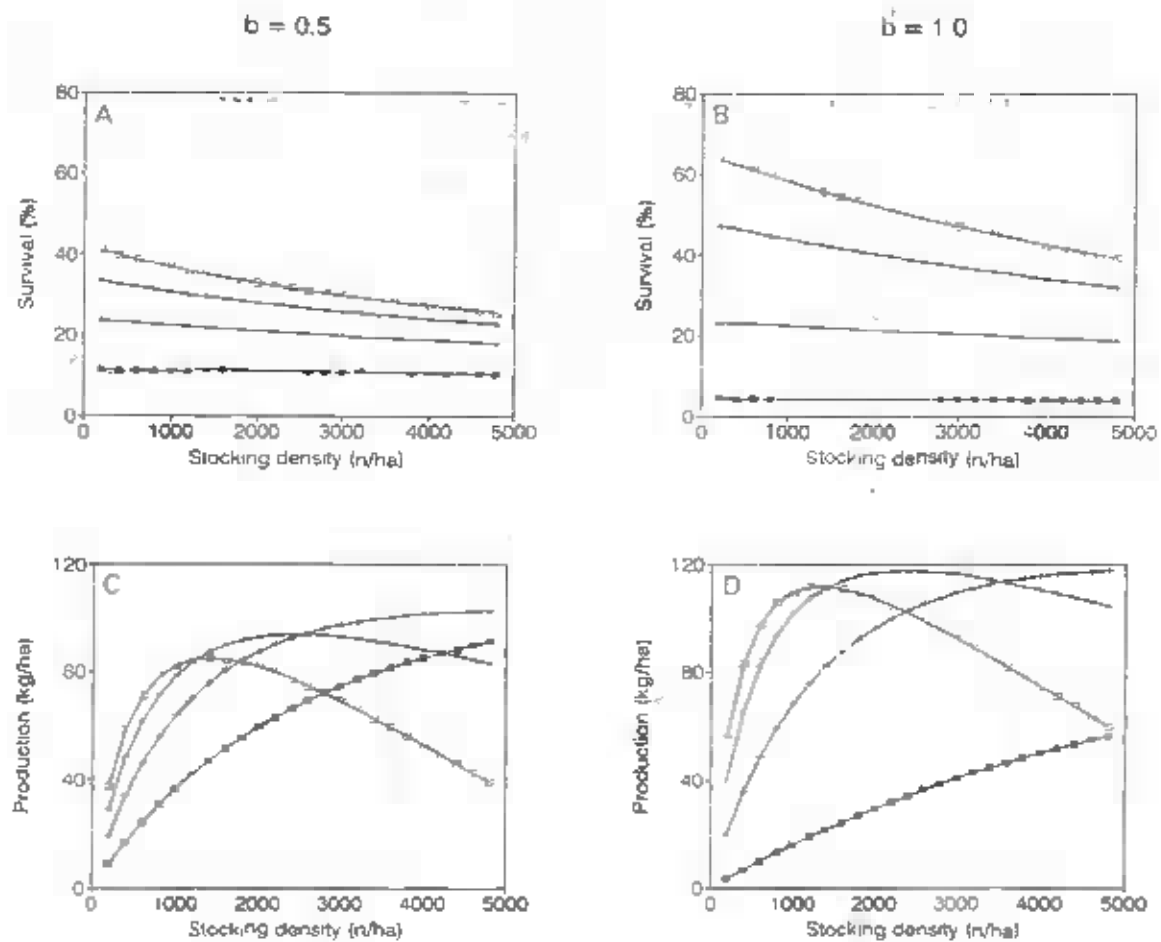 b = 0.5
b = 1 0
A
80
60
40
20
0
Survival (%)
0 1000 2000 3000 4000 5000
Stocking density (n/ha)
B
80
60
40
20
0
Survival (%)
0 1000 2000 3000 4000 5000
Stocking density (n/ha)
C
120
80
40
0
Production (kg/ha)
0 1000 2000 3000 4000 5000
Stocking density (n/ha)
D
120
80
40
0
Production (kg/ha)
0 1000 2000 3000 4000 5000
Stocking density (n/ha)